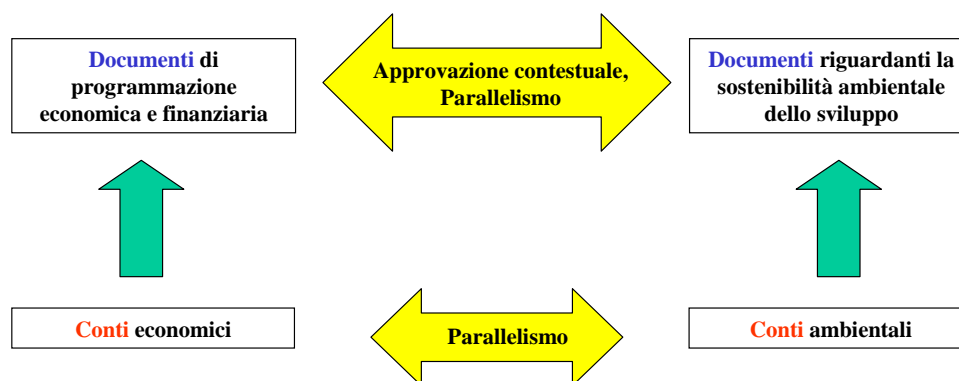 Documenti di
programmazione
economica e finanziaria
Approvazione contestuale,
Parallelismo
Documenti riguardanti la
sostenibilità ambientale
dello sviluppo
Conti economici
Parallelismo
Conti ambientali